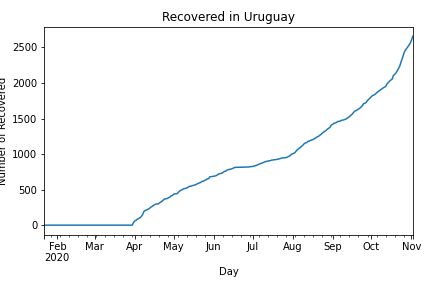 Recovered in Uruguay
Number of Recovered
2500
2000
1500
1000
500
0
Feb Mar Apr May Jun Jul Aug Sep Oct Nov
2020
Day